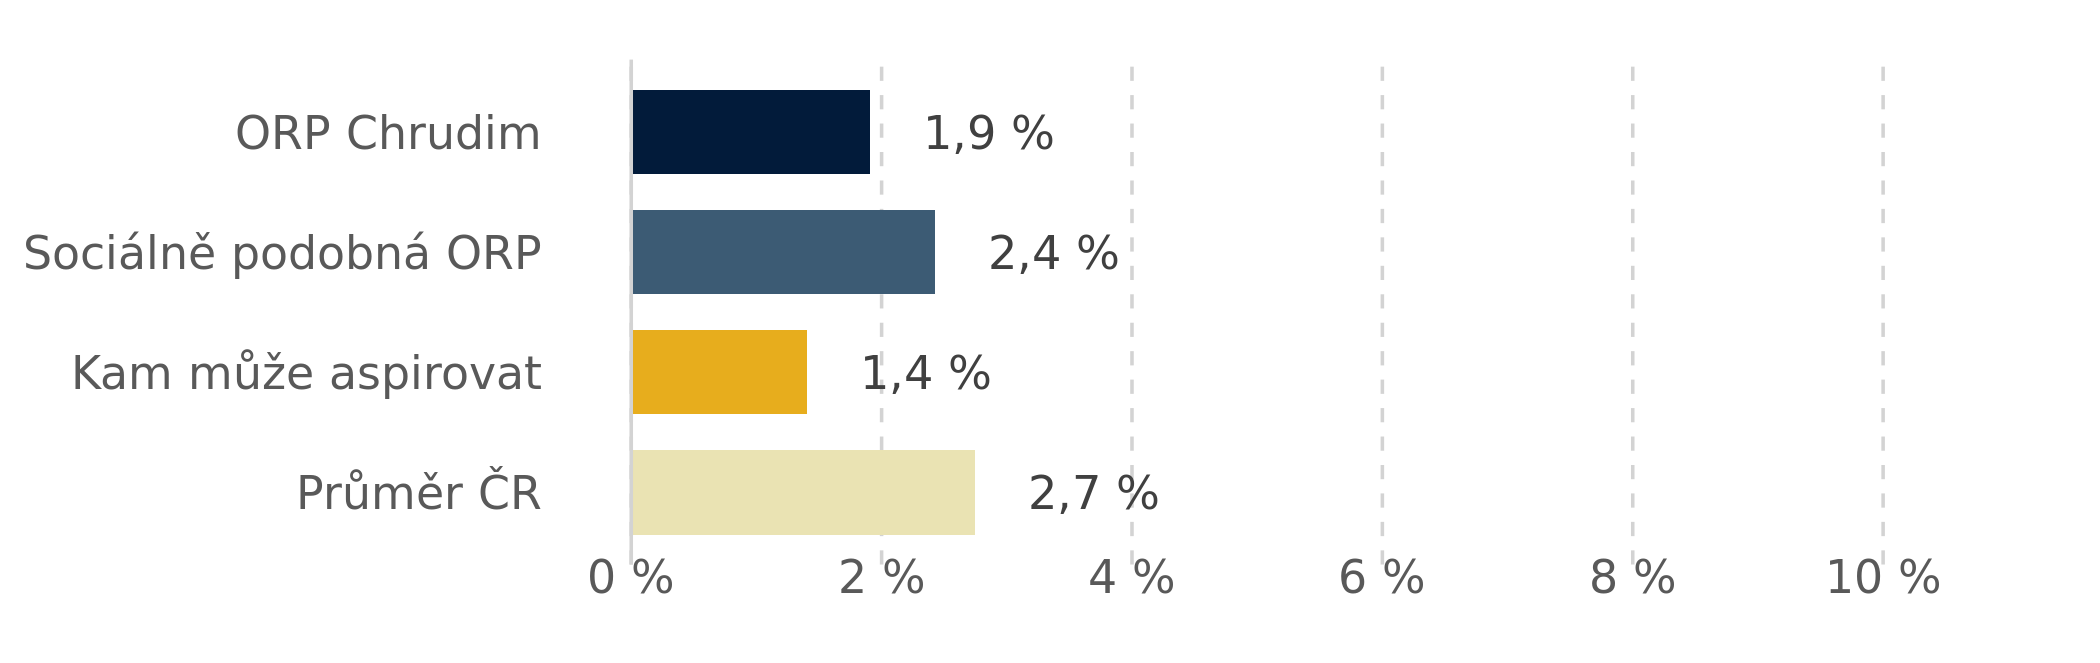 ORP Chrudim 1,9 %
Sociálně podobná ORP 2,4 %
Kam může aspirovat 1,4 %
Průměr ČR 2,7 %
0 % 2 % 4 % 6 % 8 % 10 %